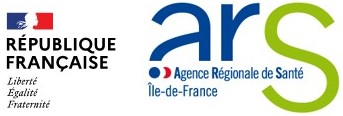 RÉPUBLIQUE
FRANÇAISE
Liberté
Égalité
Fraternité
ars
Agence Régionale de Santé
Île-de-France